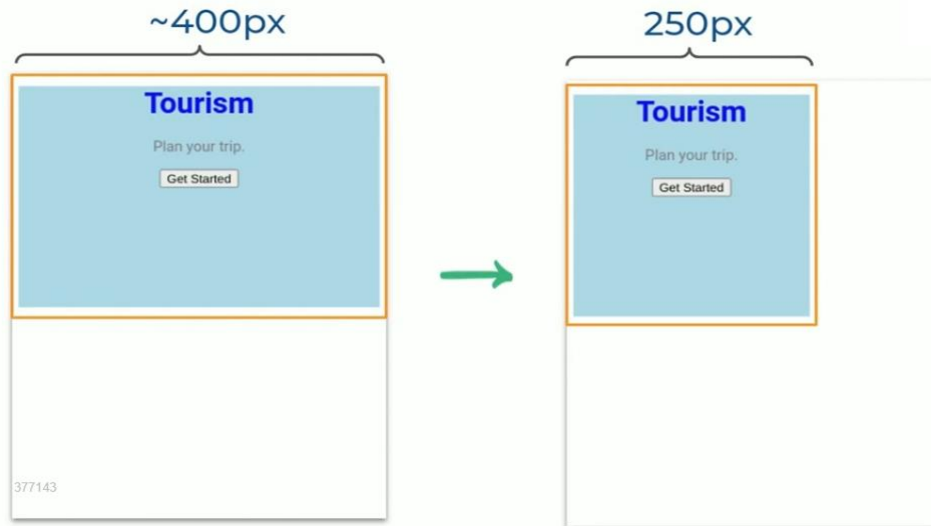 ~400px
Tourism
Plan your trip.
Get Started
377143
250px
Tourism
Plan your trip.
Get Started